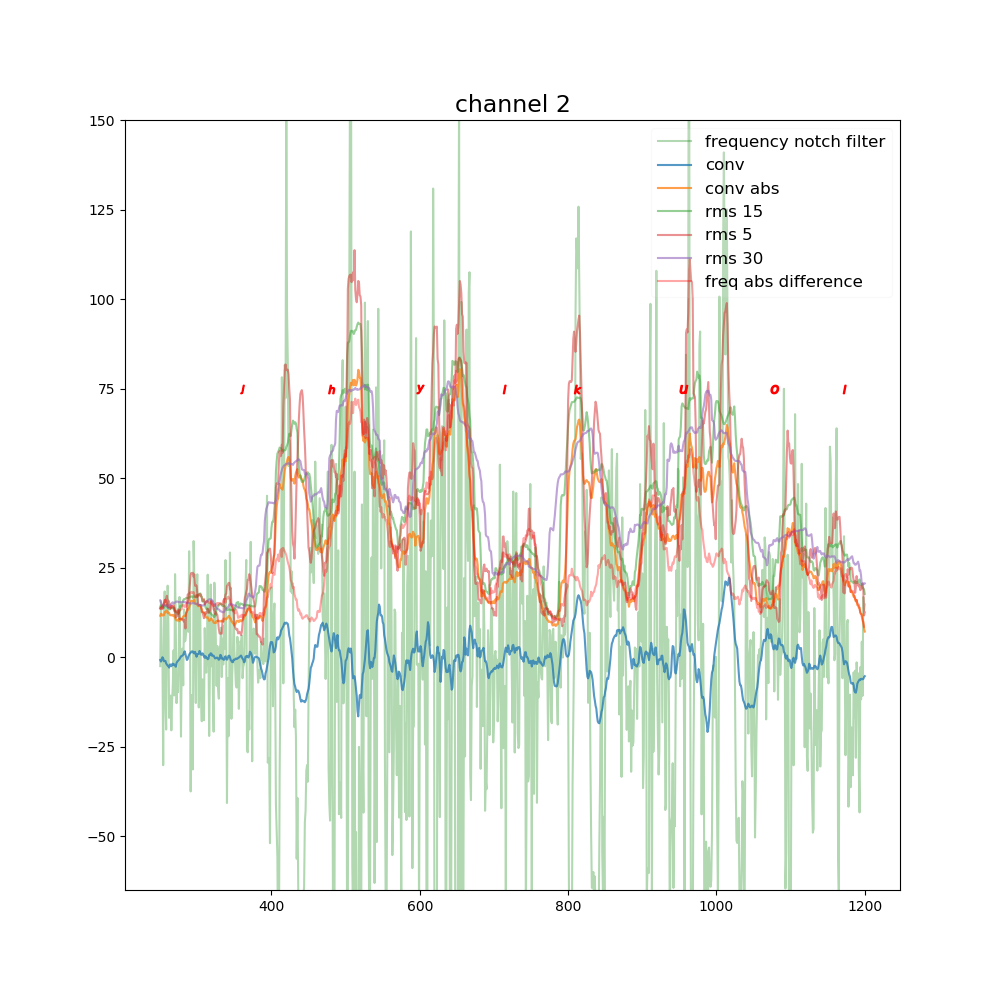 channel 2
150
125
100
75
50
25
0
−25
−50
frequency notch filter
conv
conv abs
rms 15
rms 5
rms 30
freq abs difference
J h y l k u o l
400 600 800 1000 1200